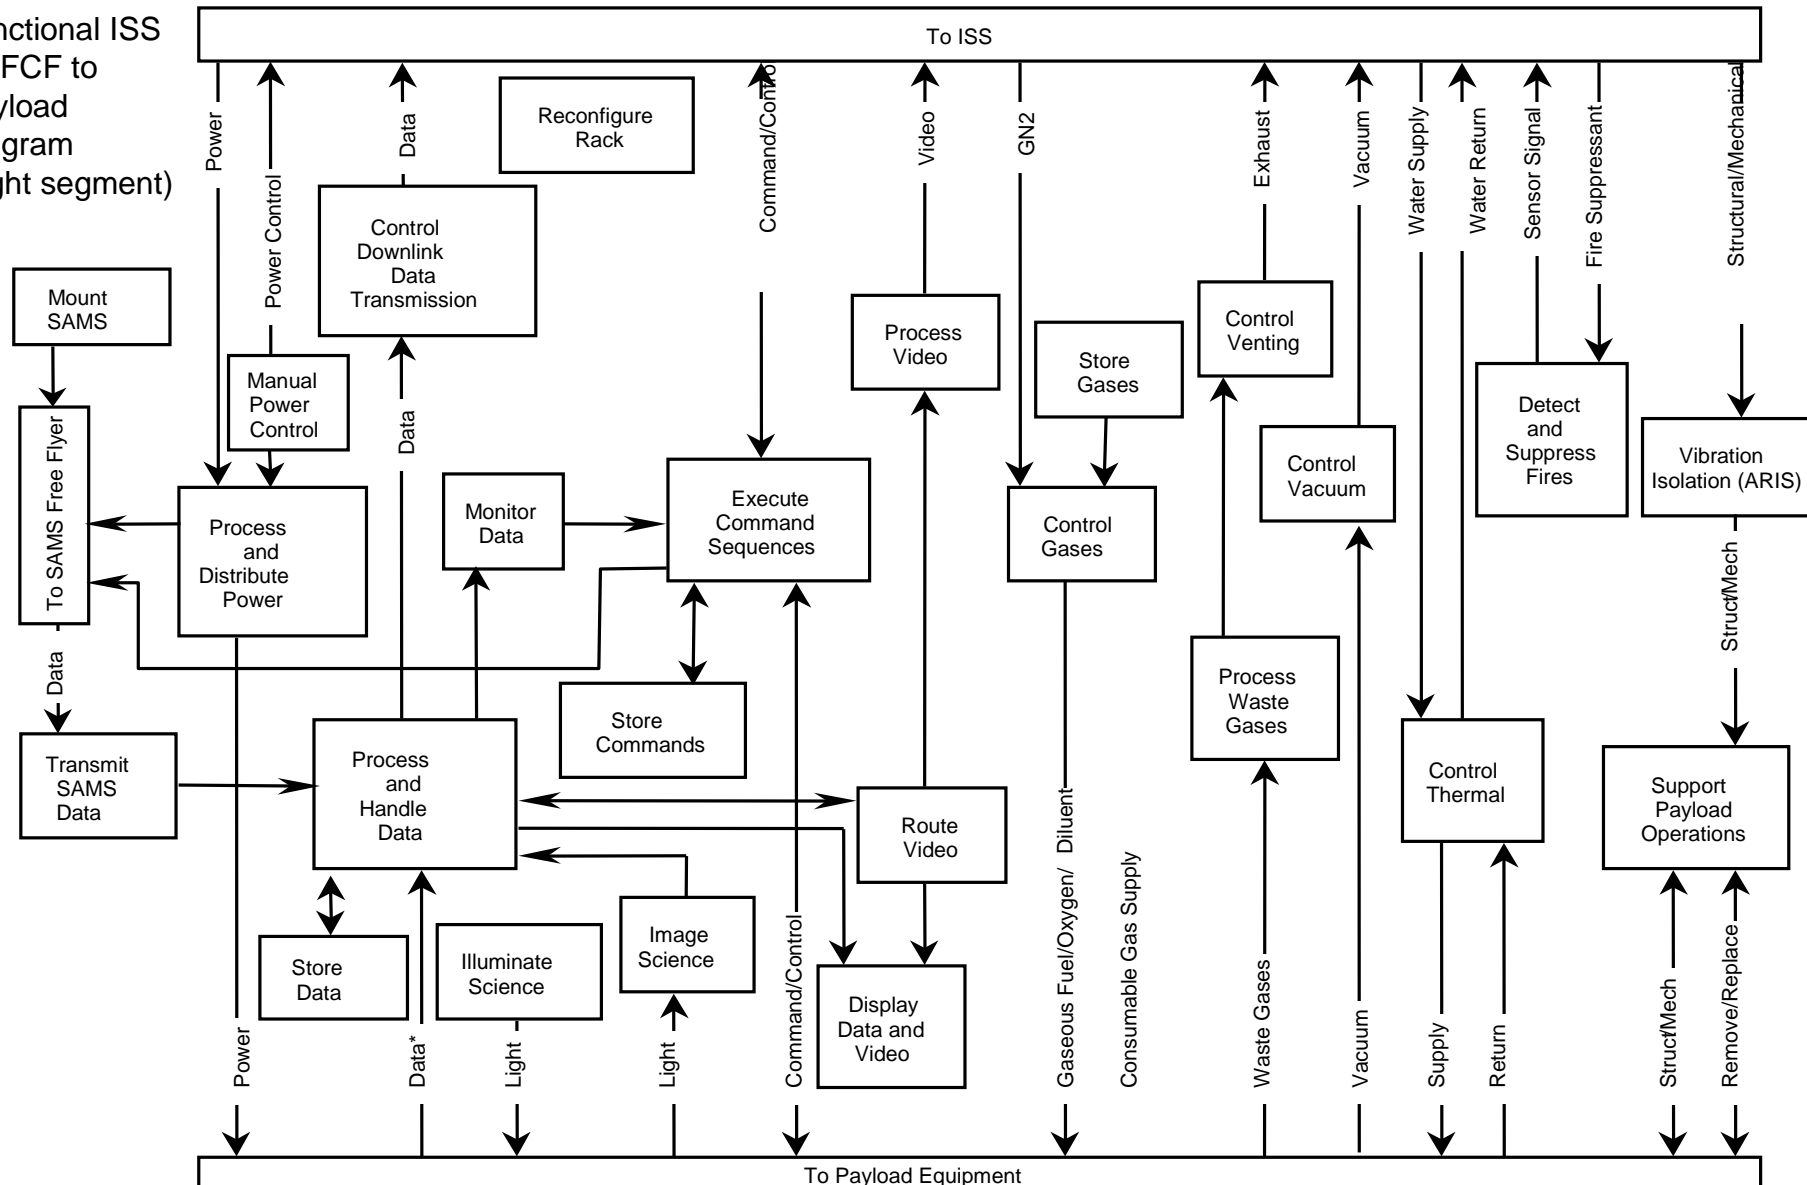 nctional ISS
FCF to
yload
gram
ght segment)
To ISS
Power
Power Control
Data
Reconfigure
Rack
Command/Control
Video
GN2
Exhaust
Vacuum
Water Supply
Water Return
Sensor Signal
Fire Suppressant
Structural/Mechanical
Control
Downlink
Data
Transmission
Mount
SAMS
Process
Video
Store
Gases
Control
Venting
Manual
Power
Control
Data
Detect
and
Suppress
Fires
Vibration
Isolation (ARIS)
To SAMS Free Flyer
Process
and
Distribute
Power
Monitor
Data
Execute
Command
Sequences
Control
Gases
Control
Vacuum
Struct/Mech
Data
Store
Commands
Process
Waste
Gases
Transmit
SAMS
Data
Process
and
Handle
Data
Route
Video
Control
Thermal
Support
Payload
Operations
Store
Data
Illuminate
Science
Image
Science
Display
Data and
Video
Power
Data*
Light
Light
Command/Control
Gaseous Fuel/Oxygen/ Diluent
Consumable Gas Supply
Waste Gases
Vacuum
Supply
Return
Struct/Mech
Remove/Replace
To Payload Equipment